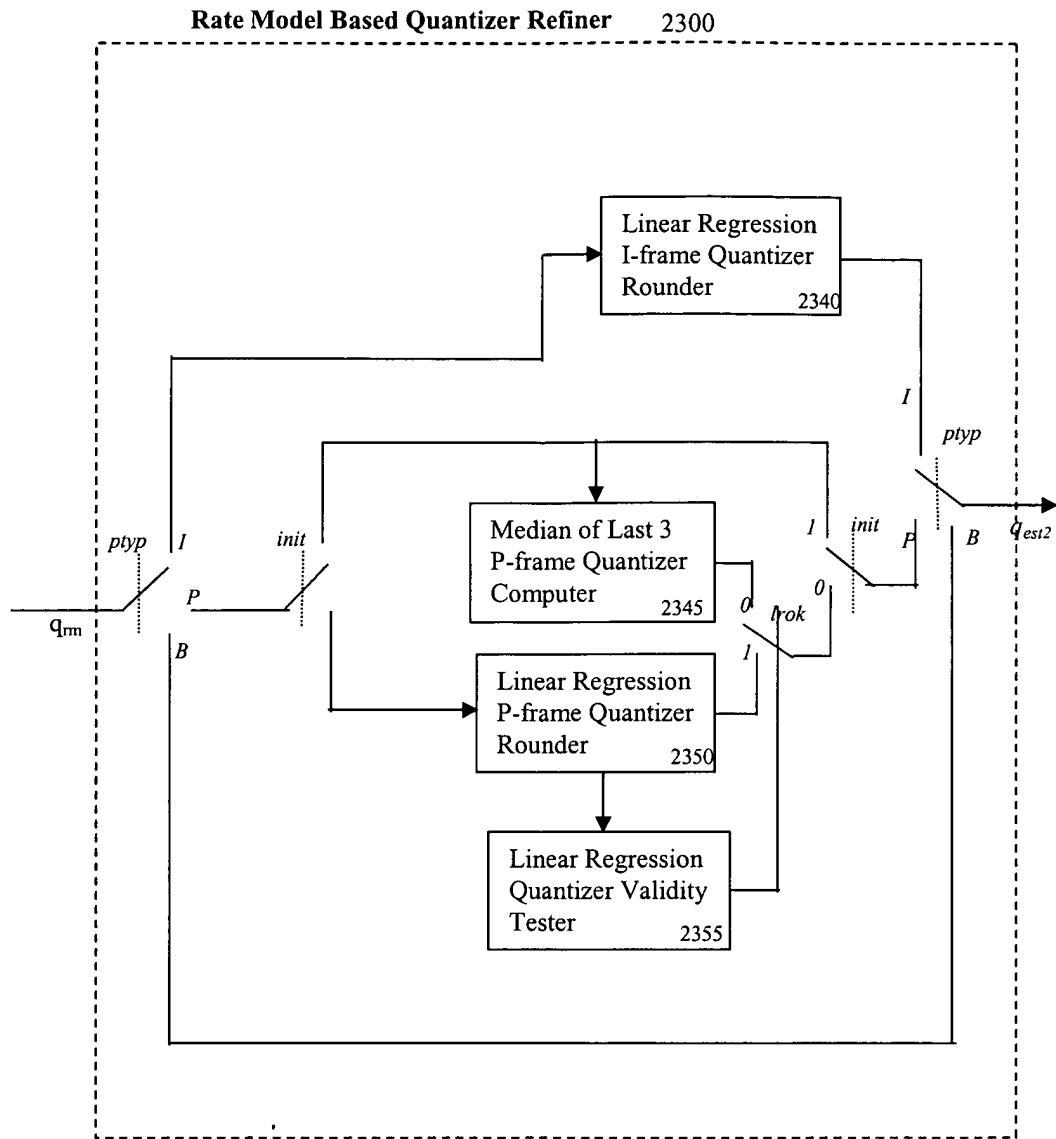 Rate Model Based Quantizer Refiner 2300
Linear Regression
I-frame Quantizer
Rounder
2340
I
ptyp
ptyp
I
init
P
B
q_rm
Median of Last 3
P-frame Quantizer
Computer
2345
1
init
0
P
B
q_est2
0
lrok
1
Linear Regression
P-frame Quantizer
Rounder
2350
Linear Regression
Quantizer Validity
Tester
2355